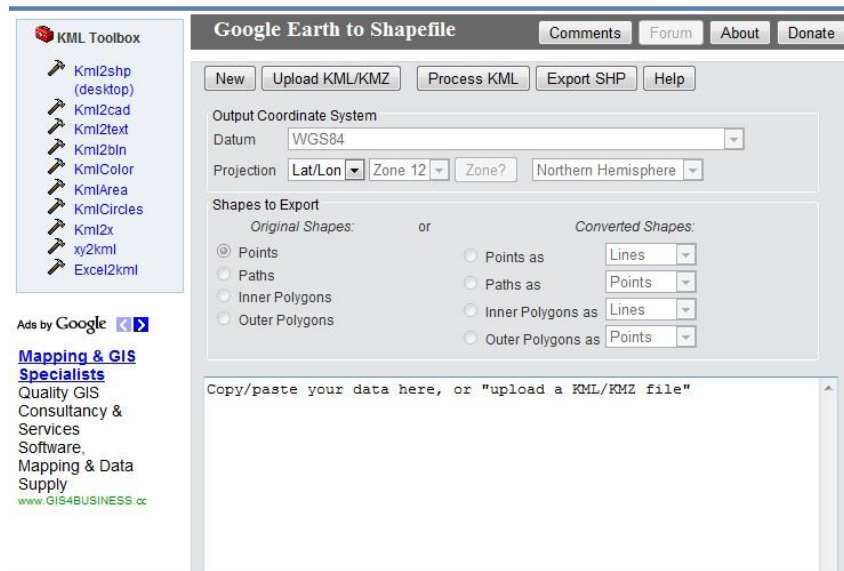 KML Toolbox
Kml2shp
(desktop)
Kml2cad
Kml2text
Kml2bln
KmlColor
KmlArea
KmlCircles
Kml2x
xy2kml
Excel2kml
Ads by Google
Mapping & GIS
Specialists
Quality GIS
Consultancy &
Services
Software,
Mapping & Data
Supply
www.GIS4BUSINESS.cc
Google Earth to Shapefile Comments Forum About Donate
New Upload KML/KMZ Process KML Export SHP Help
Output Coordinate System
Datum WGS84
Projection Lat/Lon Zone 12 Zone? Northern Hemisphere
Shapes to Export
Original Shapes: or Converted Shapes:
Points Points as Lines
Paths Paths as Points
Inner Polygons Inner Polygons as Lines
Outer Polygons Outer Polygons as Points
Copy/paste your data here, or "upload a KML/KMZ file"